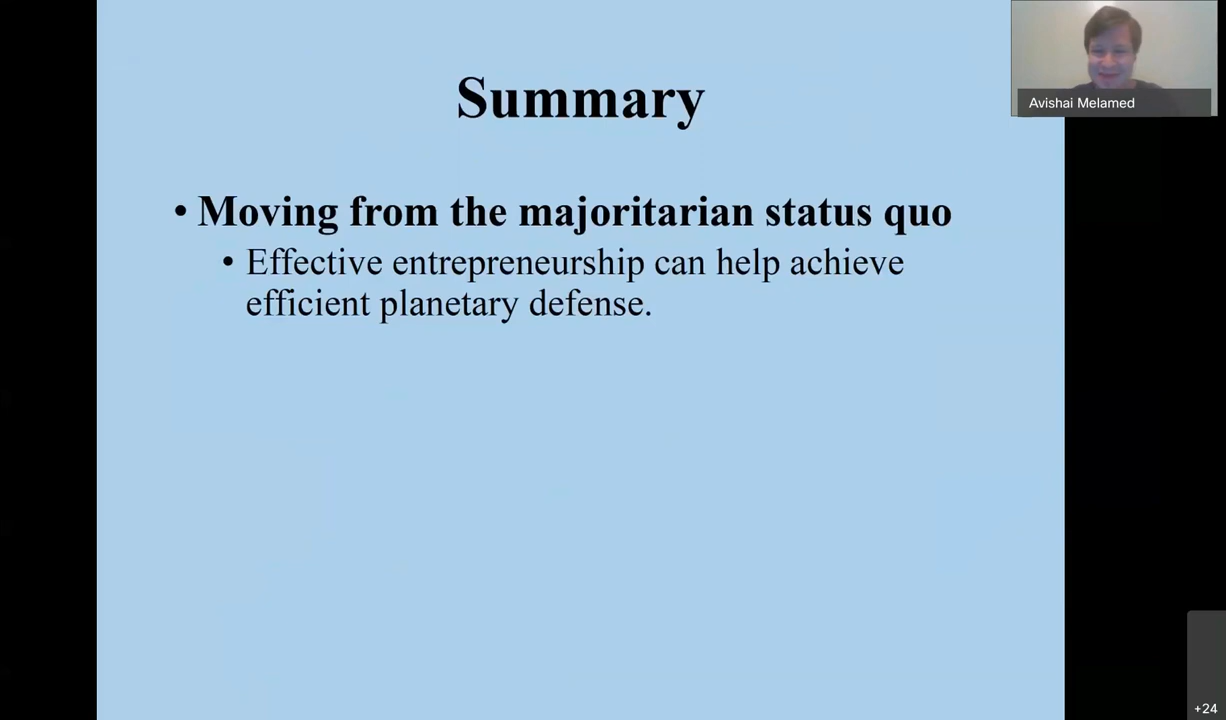 Summary
Avishai Melamed
• Moving from the majoritarian status quo
• Effective entrepreneurship can help achieve
efficient planetary defense.
+24